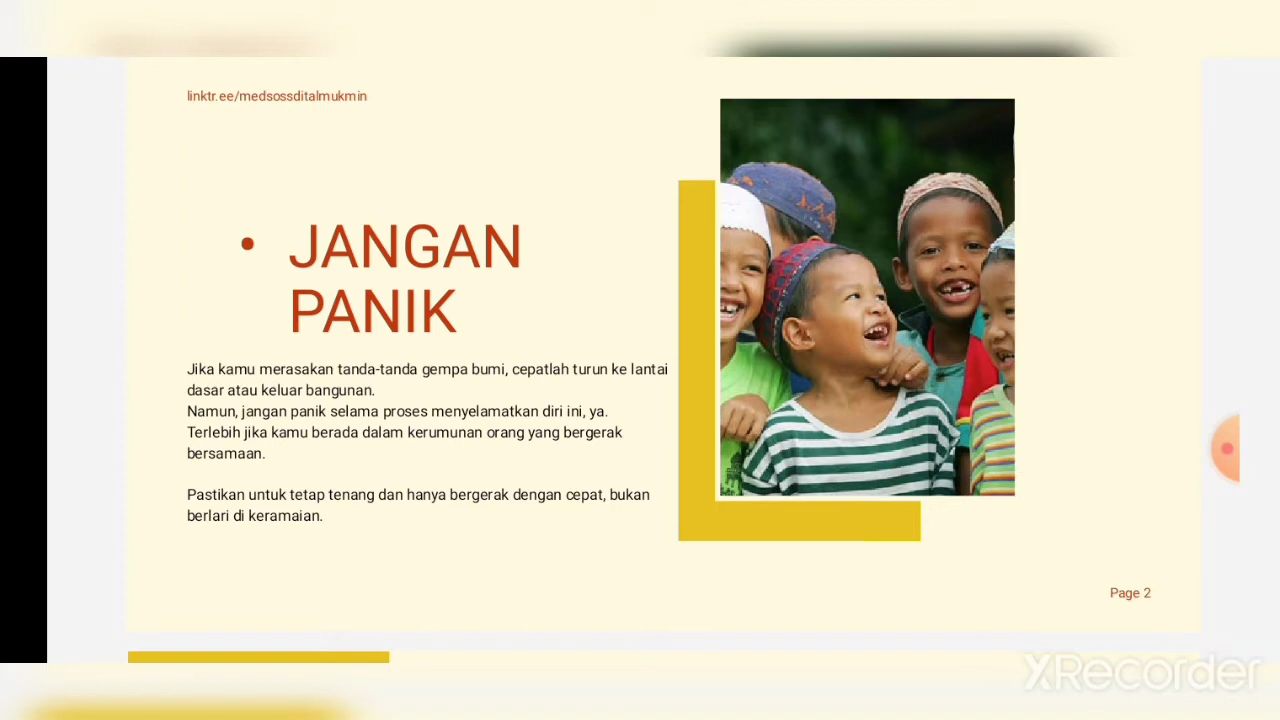 linktr.ee/medsossditalmukmin
• JANGAN
PANIK
Jika kamu merasakan tanda-tanda gempa bumi, cepatlah turun ke lantai
dasar atau keluar bangunan.
Namun, jangan panik selama proses menyelamatkan diri ini, ya.
Terlebih jika kamu berada dalam kerumunan orang yang bergerak
bersamaan.
Pastikan untuk tetap tenang dan hanya bergerak dengan cepat, bukan
berlari di keramaian.
Page 2
XRecorder